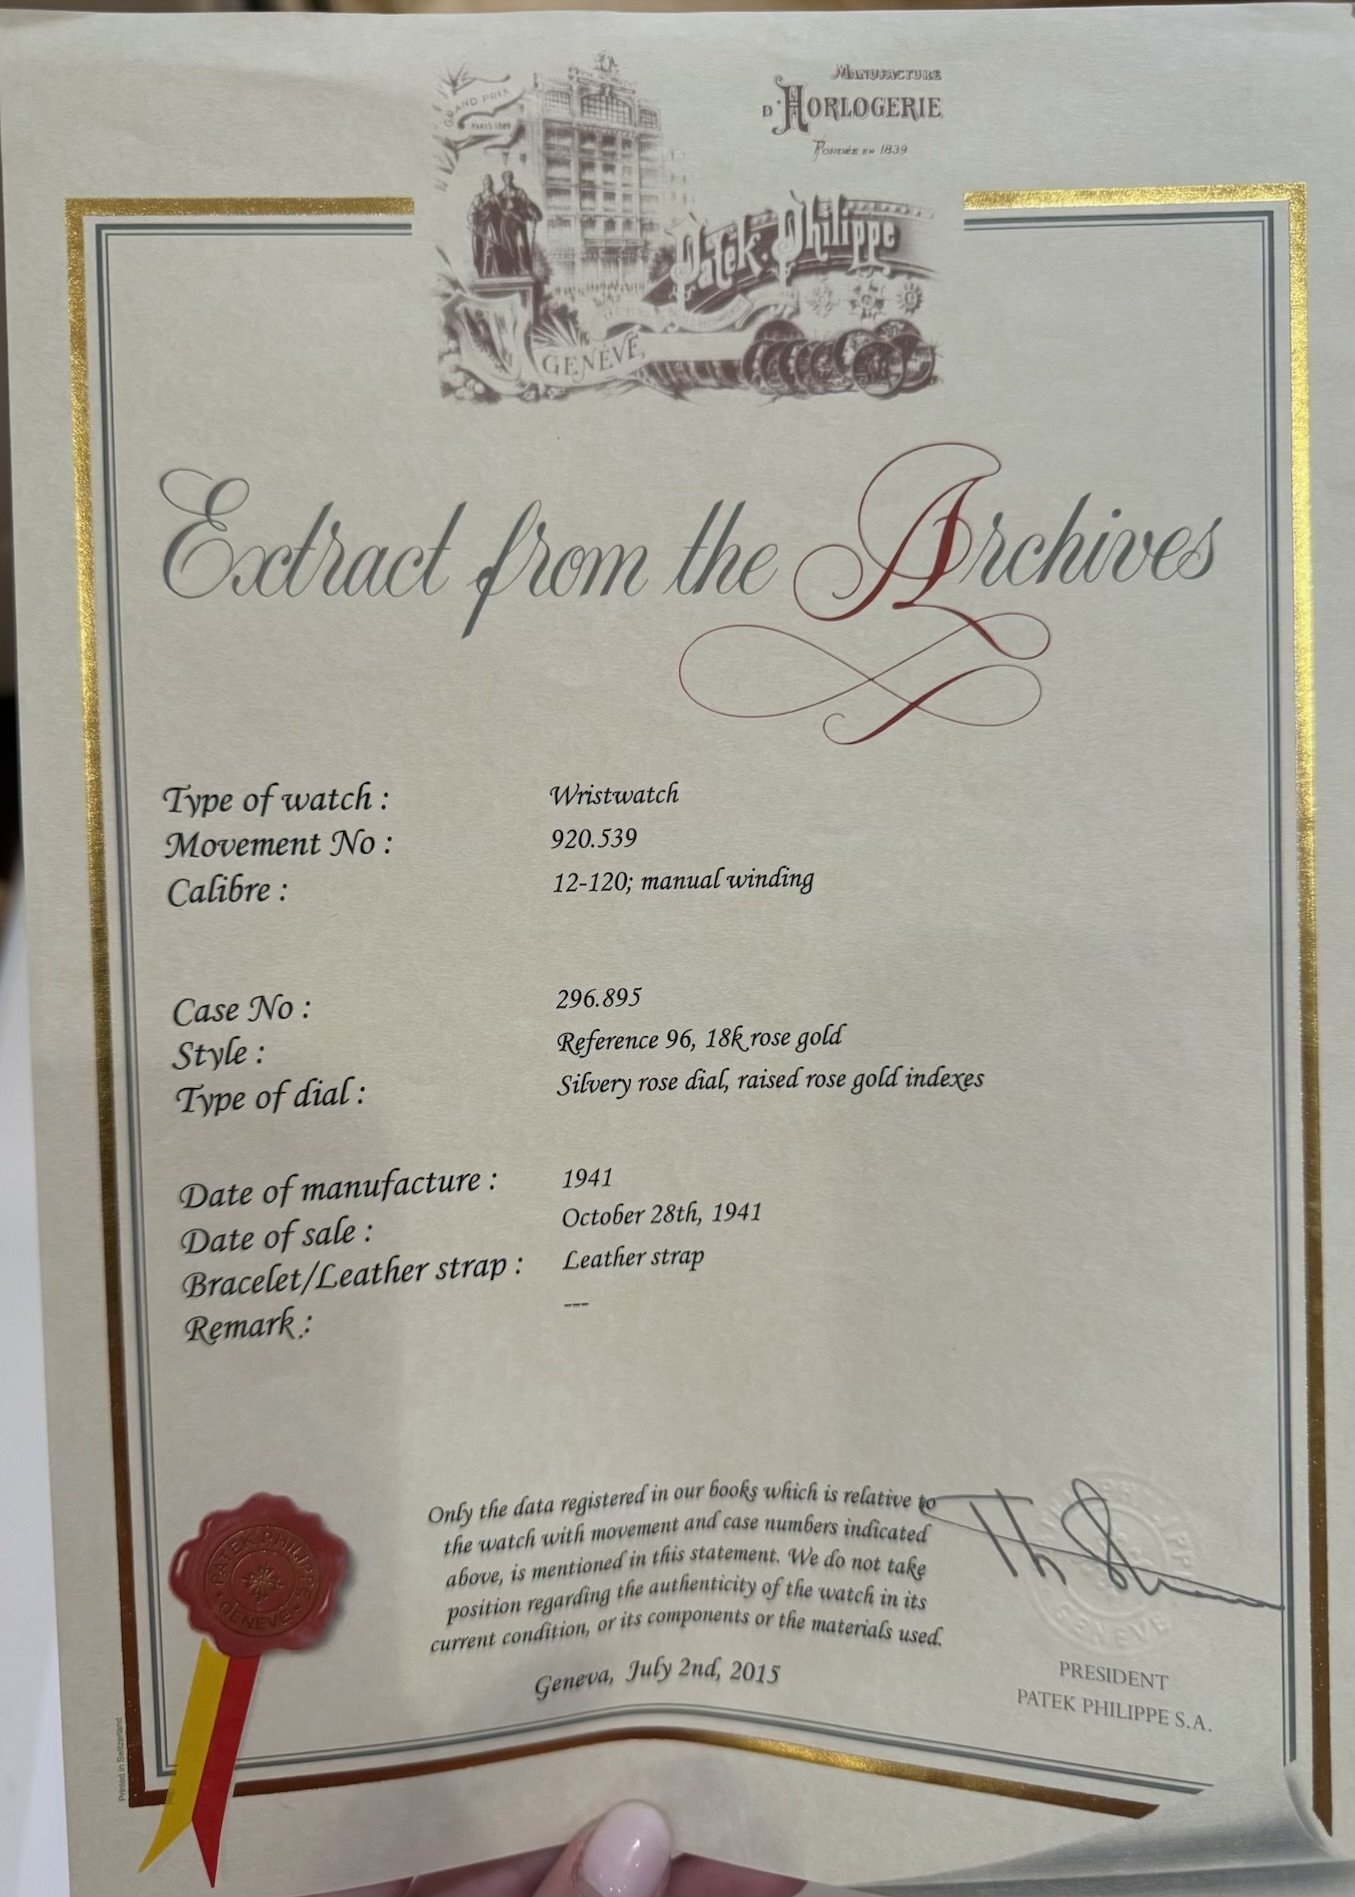 GRAND PRIX
PARIS 1889
MANUFACTURE
D'HORLOGERIE
FONDÉE EN 1839
Patek Philippe
GENÈVE
Extract from the Archives
Type of watch : Wristwatch
Movement No : 920.539
Calibre : 12-120; manual winding
Case No : 296.895
Style : Reference 96, 18k rose gold
Type of dial : Silvery rose dial, raised rose gold indexes
Date of manufacture : 1941
Date of sale : October 28th, 1941
Bracelet/Leather strap : Leather strap
Remark : ---
Only the data registered in our books which is relative to
the watch with movement and case numbers indicated
above, is mentioned in this statement. We do not take
position regarding the authenticity of the watch in its
current condition, or its components or the materials used.
Geneva, July 2nd, 2015
PATEK PHILIPPE
GENEVE
PRESIDENT
PATEK PHILIPPE S.A.
Printed in Switzerland